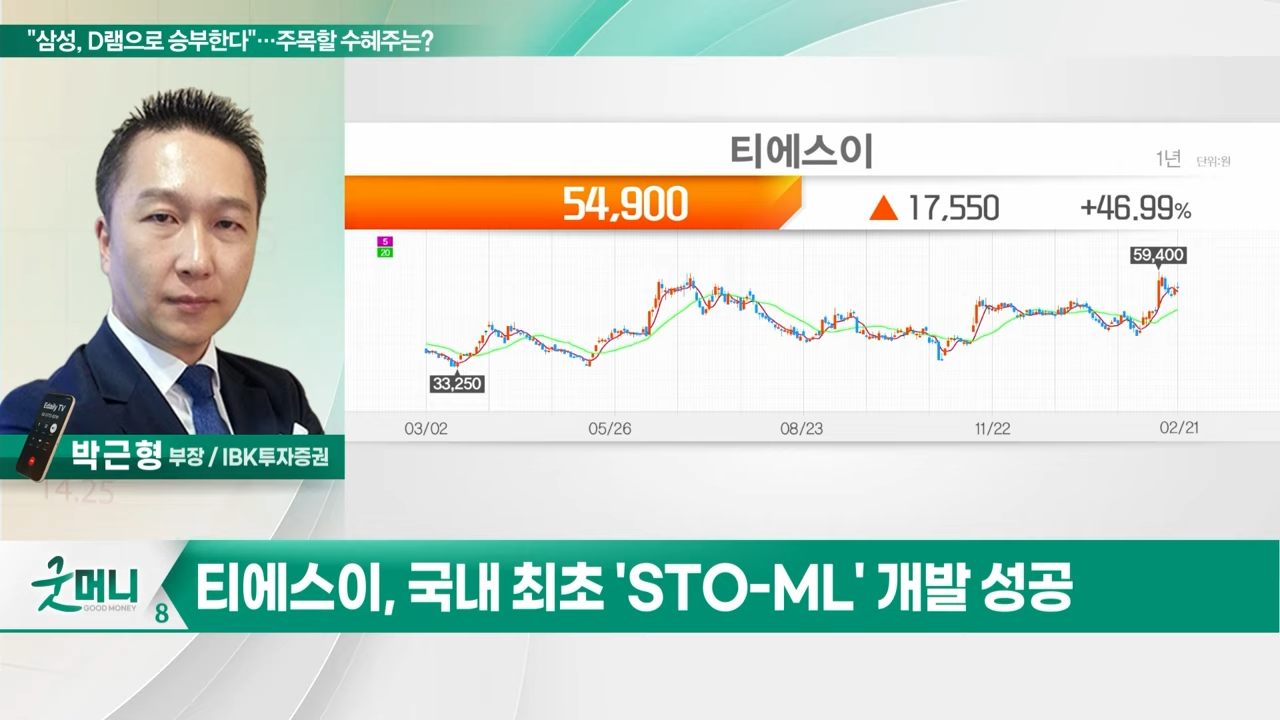 "삼성, D램으로 승부한다"…주목할 수혜주는?
티에스이
1년 단위:원
54,900 ▲ 17,550 +46.99%
5
20
59,400
33,250
03/02 05/26 08/23 11/22 02/21
Edaily TV
박근형 부장 / IBK투자증권
14.25
굿머니
GOOD MONEY
8
티에스이, 국내 최초 'STO-ML' 개발 성공